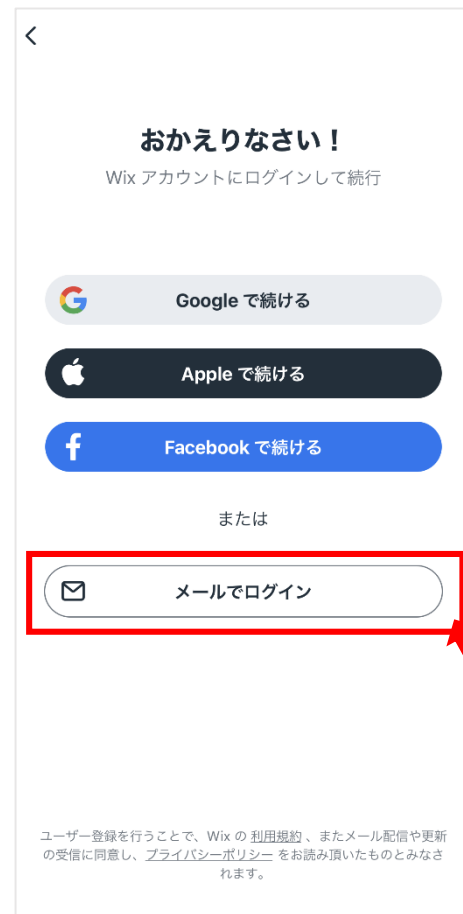 おかえりなさい！
Wix アカウントにログインして続行
Google で続ける
Apple で続ける
Facebook で続ける
または
メールでログイン
ユーザー登録を行うことで、Wix の 利用規約 、またメール配信や更新
の受信に同意し、プライバシーポリシー をお読み頂いたものとみなさ
れます。